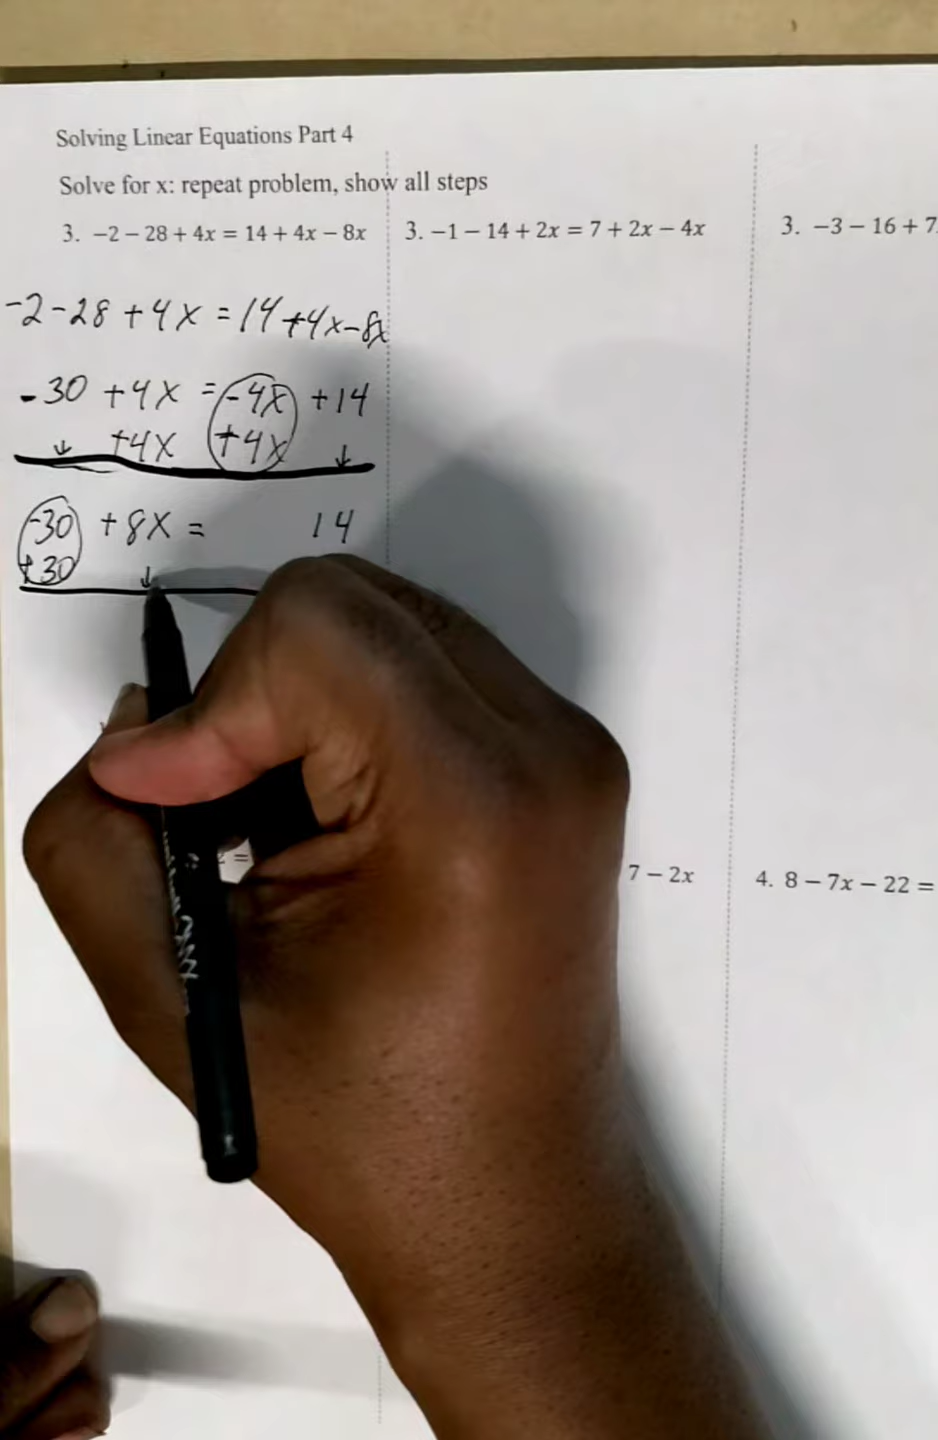 Solving Linear Equations Part 4
Solve for x: repeat problem, show all steps
3. −2 − 28 + 4x = 14 + 4x − 8x
3. −1 − 14 + 2x = 7 + 2x − 4x
3. −3 − 16 + 7
-2-28 +4x =14 +4x-8x
-30 +4x = -4x +14
↓ +4x +4x ↓
-30 +8x = 14
+30 ↓
=
7 − 2x
4. 8 − 7x − 22 =